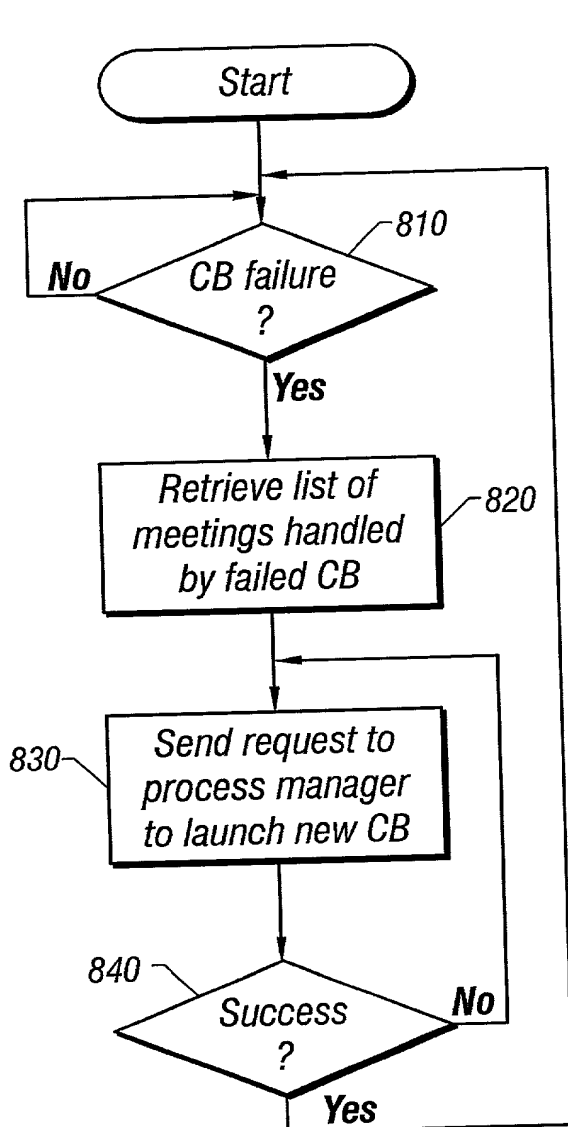 Start
810
CB failure
?
No
Yes
Retrieve list of
meetings handled
by failed CB
820
Send request to
process manager
to launch new CB
830
840
Success
?
No
Yes